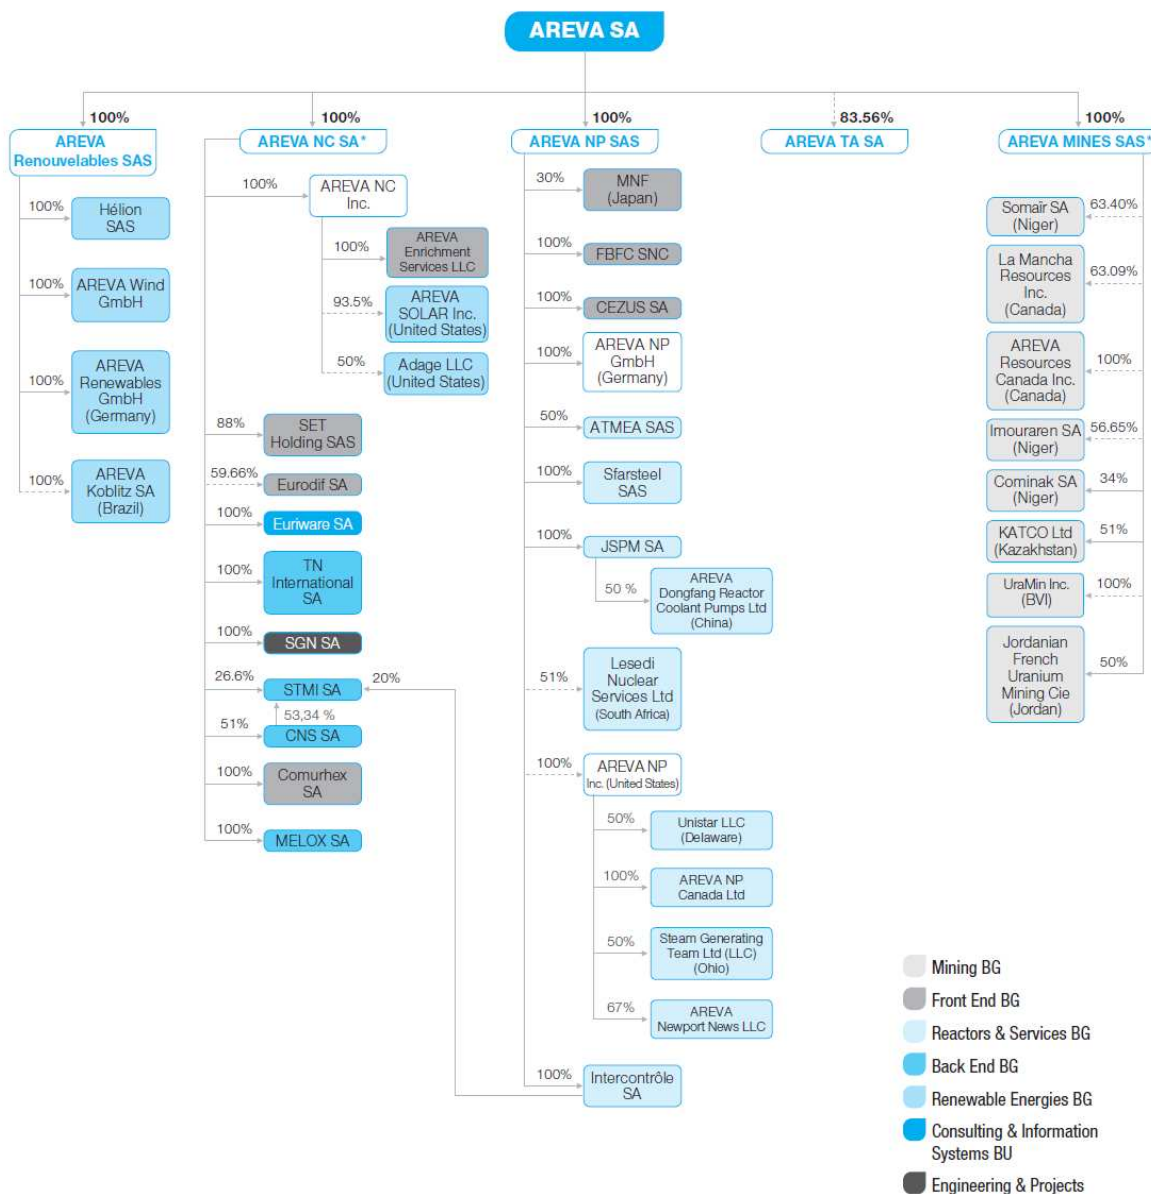 AREVA SA
100%
AREVA
Renouvelables SAS
100%
Hélion
SAS
100%
AREVA Wind
GmbH
100%
AREVA
Renewables
GmbH
(Germany)
100%
AREVA
Koblitz SA
(Brazil)
100%
AREVA NC SA*
100%
AREVA NC
Inc.
100%
AREVA
Enrichment
Services LLC
93.5%
AREVA
SOLAR Inc.
(United States)
50%
Adage LLC
(United States)
88%
SET
Holding SAS
59.66%
Eurodif SA
100%
Euriware SA
100%
TN
International
SA
100%
SGN SA
26.6%
STMI SA
20%
53,34 %
51%
CNS SA
100%
Comurhex
SA
100%
MELOX SA
100%
AREVA NP SAS
30%
MNF
(Japan)
100%
FBFC SNC
100%
CEZUS SA
100%
AREVA NP
GmbH
(Germany)
50%
ATMEA SAS
100%
Sfarsteel
SAS
100%
JSPM SA
50 %
AREVA
Dongfang Reactor
Coolant Pumps Ltd
(China)
51%
Lesedi
Nuclear
Services Ltd
(South Africa)
100%
AREVA NP
Inc. (United States)
50%
Unistar LLC
(Delaware)
100%
AREVA NP
Canada Ltd
50%
Steam Generating
Team Ltd (LLC)
(Ohio)
67%
AREVA
Newport News LLC
100%
Intercontrôle
SA
83.56%
AREVA TA SA
100%
AREVA MINES SAS*
Somaïr SA
(Niger)
63.40%
La Mancha
Resources
Inc.
(Canada)
63.09%
AREVA
Resources
Canada Inc.
(Canada)
100%
Imouraren SA
(Niger)
56.65%
Cominak SA
(Niger)
34%
KATCO Ltd
(Kazakhstan)
51%
UraMin Inc.
(BVI)
100%
Jordanian
French
Uranium
Mining Cie
(Jordan)
50%
Mining BG
Front End BG
Reactors & Services BG
Back End BG
Renewable Energies BG
Consulting & Information
Systems BU
Engineering & Projects